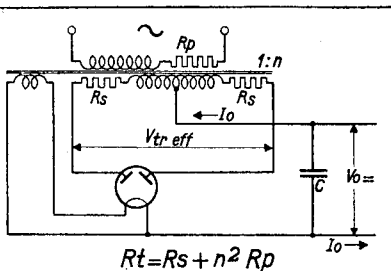 Rp
1:n
Rs
Rs
Io
Vtr eff
C
Vo=
Io
Rt=Rs+n² Rp